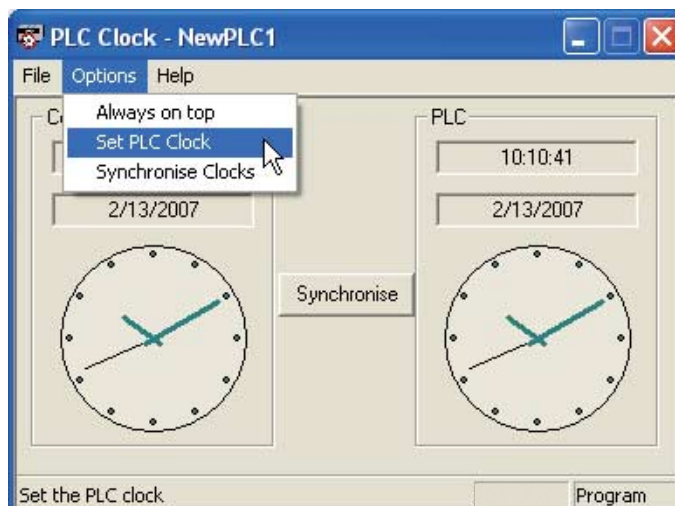 PLC Clock - NewPLC1
File Options Help
Always on top
Set PLC Clock
Synchronise Clocks
2/13/2007
PLC
10:10:41
2/13/2007
Synchronise
Set the PLC clock
Program